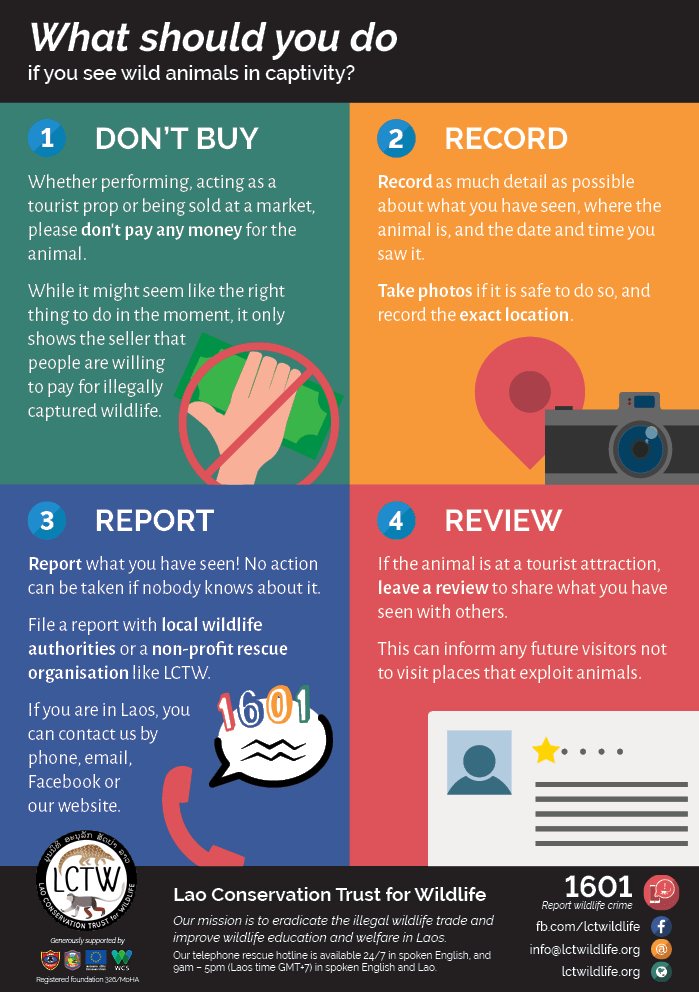 What should you do
if you see wild animals in captivity?
1 DON'T BUY
Whether performing, acting as a
tourist prop or being sold at a market,
please don't pay any money for the
animal.
While it might seem like the right
thing to do in the moment, it only
shows the seller that
people are willing
to pay for illegally
captured wildlife.
2 RECORD
Record as much detail as possible
about what you have seen, where the
animal is, and the date and time you
saw it.
Take photos if it is safe to do so, and
record the exact location.
3 REPORT
Report what you have seen! No action
can be taken if nobody knows about it.
File a report with local wildlife
authorities or a non-profit rescue
organisation like LCTW.
If you are in Laos, you
can contact us by
phone, email,
Facebook or
our website.
1601
4 REVIEW
If the animal is at a tourist attraction,
leave a review to share what you have
seen with others.
This can inform any future visitors not
to visit places that exploit animals.
LCTW
LAO CONSERVATION TRUST for WILDLIFE
Generously supported by
WCS
Registered foundation 326/MoHA
Lao Conservation Trust for Wildlife
Our mission is to eradicate the illegal wildlife trade and
improve wildlife education and welfare in Laos.
Our telephone rescue hotline is available 24/7 in spoken English, and
9am – 5pm (Laos time GMT+7) in spoken English and Lao.
1601
Report wildlife crime
fb.com/lctwildlife
info@lctwildlife.org
lctwildlife.org